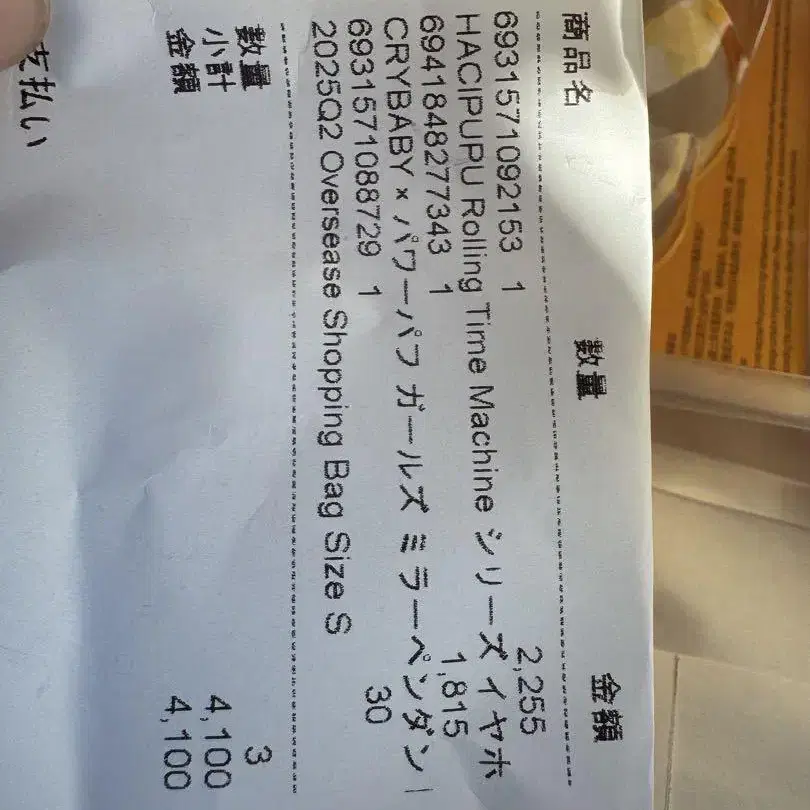 商品名 数量 金額
6931571092153 1 2,255
HACIPUPU Rolling Time Machine シリーズイヤホ
6941848277343 1 1,815
CRYBABY × パワーパフ ガールズ ミラーペンダン
6931571088729 1 30
2025Q2 Oversease Shopping Bag Size S
数量 3
小計 4,100
金額 4,100
支払い